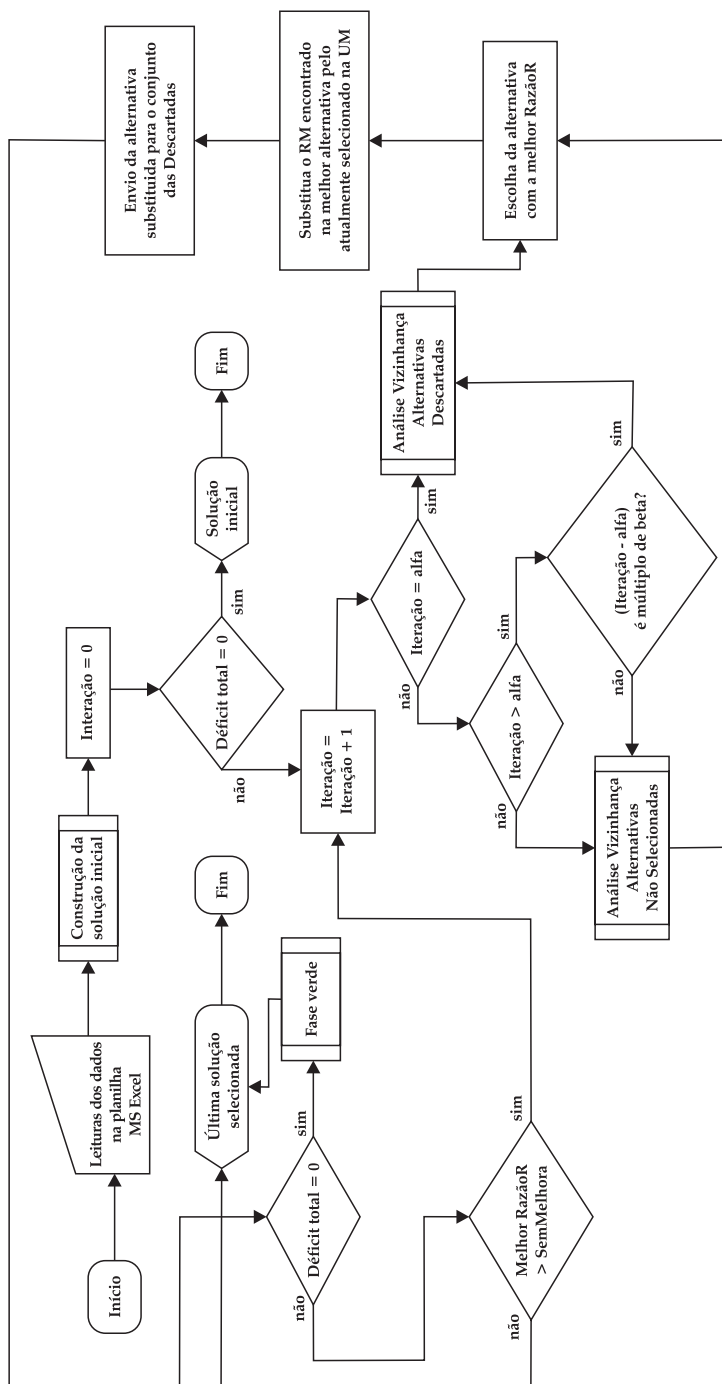 Início
Leituras dos dados
na planilha
MS Excel
Construção da
solução inicial
Interação = 0
Déficit total = 0
sim
não
Solução
inicial
Fim
Iteração =
Iteração + 1
Iteração = alfa
sim
não
Iteração > alfa
sim
não
(Iteração - alfa)
é múltiplo de beta?
sim
não
Análise Vizinhança
Alternativas
Descartadas
Análise Vizinhança
Alternativas
Não Selecionadas
Escolha da alternativa
com a melhor RazãoR
Substitua o RM encontrado
na melhor alternativa pelo
atualmente selecionado na UM
Envio da alternativa
substituída para o conjunto
das Descartadas
Déficit total = 0
sim
não
Fase verde
Última solução
selecionada
Fim
Melhor RazãoR
> SemMelhora
sim
não